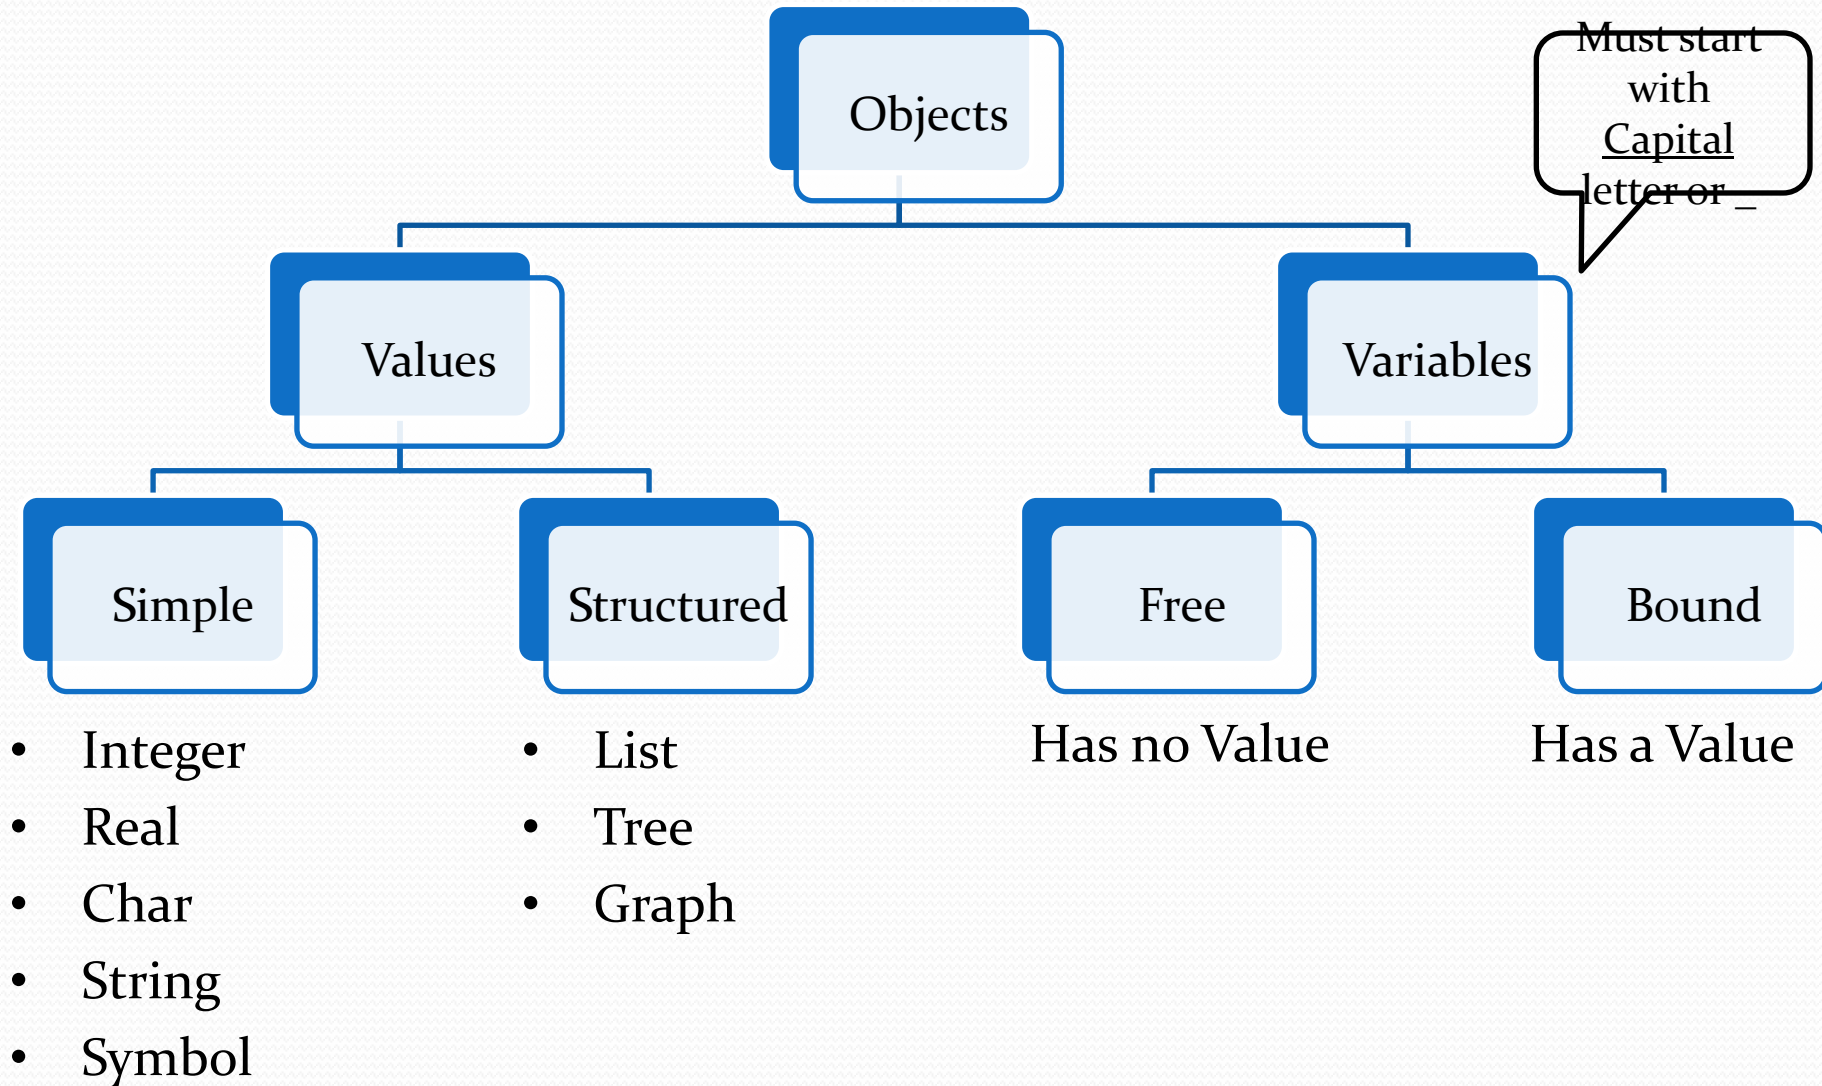 Objects
Must start
with
Capital
letter or _
Values
Variables
Simple
Structured
Free
Bound
• Integer
• Real
• Char
• String
• Symbol
• List
• Tree
• Graph
Has no Value
Has a Value